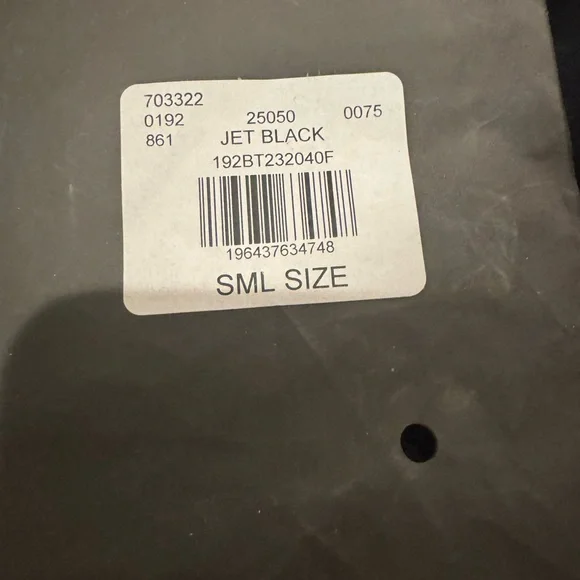 703322
0192 25050 0075
861 JET BLACK
192BT232040F
196437634748
SML SIZE